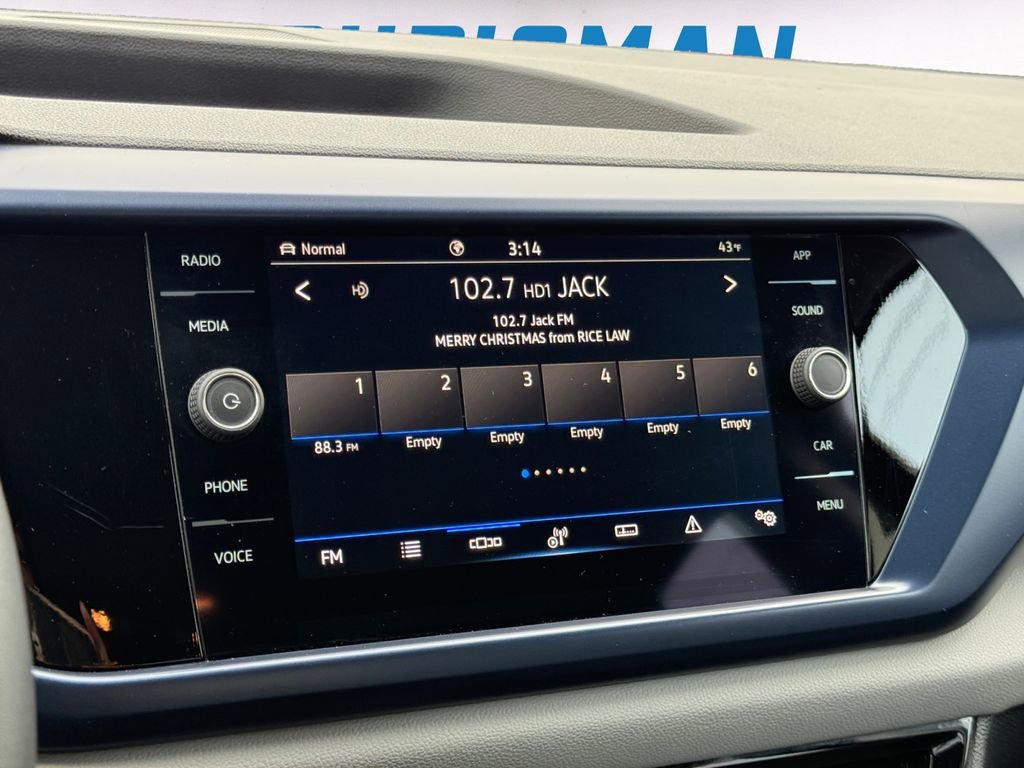 Normal
3:14
43°F
RADIO
MEDIA
PHONE
VOICE
<
HD
102.7 HD1 JACK
>
102.7 Jack FM
MERRY CHRISTMAS from RICE LAW
1
2
3
4
5
6
88.3 FM
Empty
Empty
Empty
Empty
Empty
FM
APP
SOUND
CAR
MENU